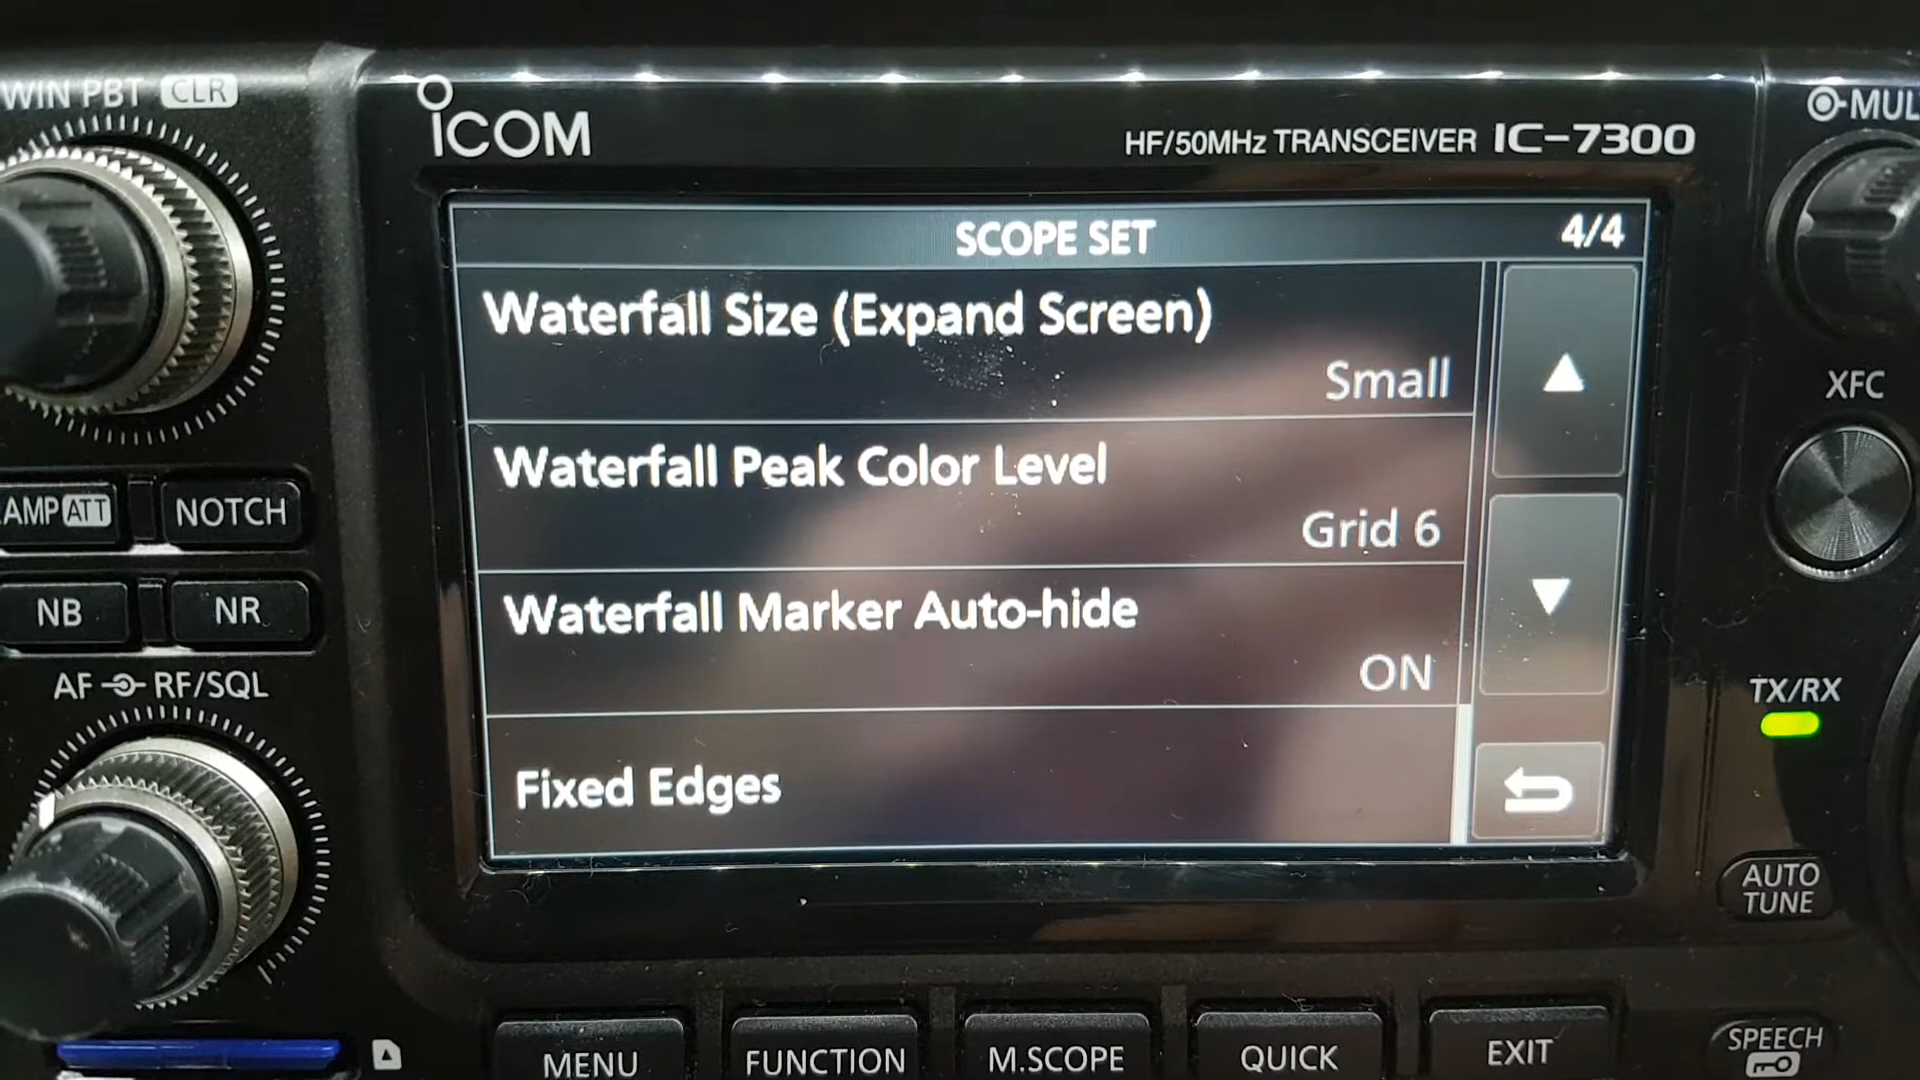 WIN PBT CLR
ICOM
HF/50MHz TRANSCEIVER IC-7300
SCOPE SET
4/4
Waterfall Size (Expand Screen)
Small
Waterfall Peak Color Level
Grid 6
Waterfall Marker Auto-hide
ON
Fixed Edges
AMP ATT
NOTCH
NB
NR
AF RF/SQL
MUL
XFC
TX/RX
AUTO
TUNE
SPEECH
MENU
FUNCTION
M.SCOPE
QUICK
EXIT